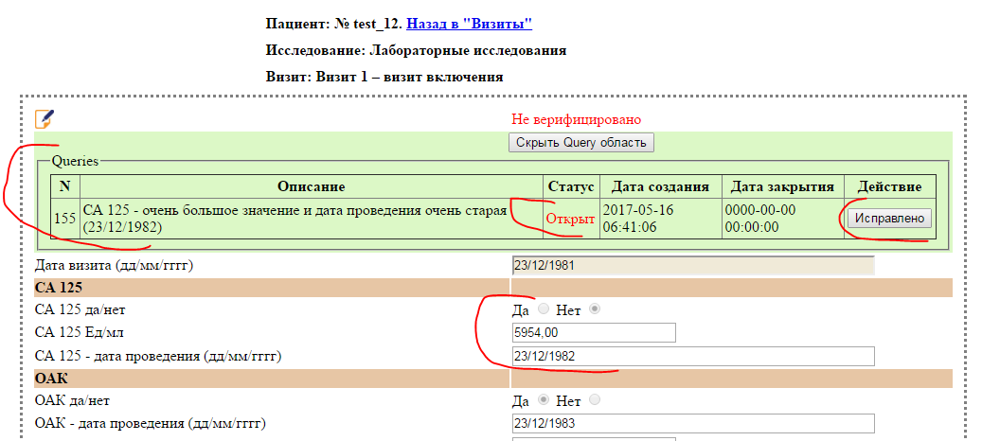 Пациент: № test_12. Назад в "Визиты"
Исследование: Лабораторные исследования
Визит: Визит 1 – визит включения
Не верифицировано
Скрыть Query область
Queries
N Описание Статус Дата создания Дата закрытия Действие
155 СА 125 - очень большое значение и дата проведения очень старая (23/12/1982) Открыт 2017-05-16 06:41:06 0000-00-00 00:00:00 Исправлено
Дата визита (дд/мм/гггг) 23/12/1981
СА 125
СА 125 да/нет Да Нет
СА 125 Ед/мл 5954,00
СА 125 - дата проведения (дд/мм/гггг) 23/12/1982
ОАК
ОАК да/нет Да Нет
ОАК - дата проведения (дд/мм/гггг) 23/12/1983